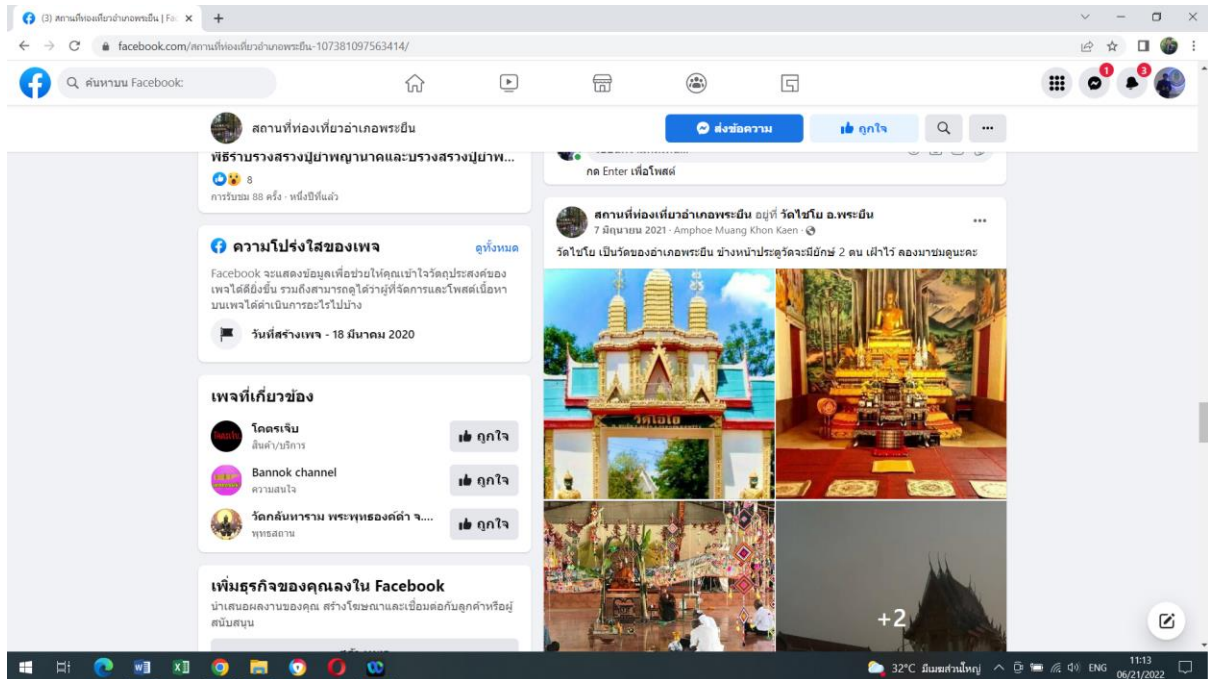 (3) สถานที่ท่องเที่ยวอำเภอพระยืน | Fa
facebook.com/สถานที่ท่องเที่ยวอำเภอพระยืน-107381097563414/
ค้นหาบน Facebook:
1
3
สถานที่ท่องเที่ยวอำเภอพระยืน
ส่งข้อความ
ถูกใจ
พิธีรำบรวงสรวงปู่ย่าพญานาคและบรวงสรวงปู่ย่าพ...
8
การรับชม 88 ครั้ง · หนึ่งปีที่แล้ว
ความโปร่งใสของเพจ
ดูทั้งหมด
Facebook จะแสดงข้อมูลเพื่อช่วยให้คุณเข้าใจวัตถุประสงค์ของ
เพจได้ดียิ่งขึ้น รวมถึงสามารถดูได้ว่าผู้ที่จัดการและโพสต์เนื้อหา
บนเพจได้ดำเนินการอะไรไปบ้าง
วันที่สร้างเพจ - 18 มีนาคม 2020
เพจที่เกี่ยวข้อง
โคตรเจ็บ
สินค้า/บริการ
ถูกใจ
Bannok channel
ความสนใจ
ถูกใจ
วัดกลันทาราม พระพุทธองค์ดำ จ....
พุทธสถาน
ถูกใจ
เพิ่มธุรกิจของคุณลงใน Facebook
นำเสนอผลงานของคุณ สร้างโฆษณาและเชื่อมต่อกับลูกค้าหรือผู้
สนับสนุน
กด Enter เพื่อโพสต์
สถานที่ท่องเที่ยวอำเภอพระยืน อยู่ที่ วัดไชโย อ.พระยืน
7 มิถุนายน 2021 · Amphoe Muang Khon Kaen ·
วัดไชโย เป็นวัดของอำเภอพระยืน ข้างหน้าประตูวัดจะมียักษ์ 2 ตน เฝ้าไว้ ลองมาชมดูนะคะ
+2
32°C มีเมฆส่วนใหญ่
ENG
11:13
06/21/2022